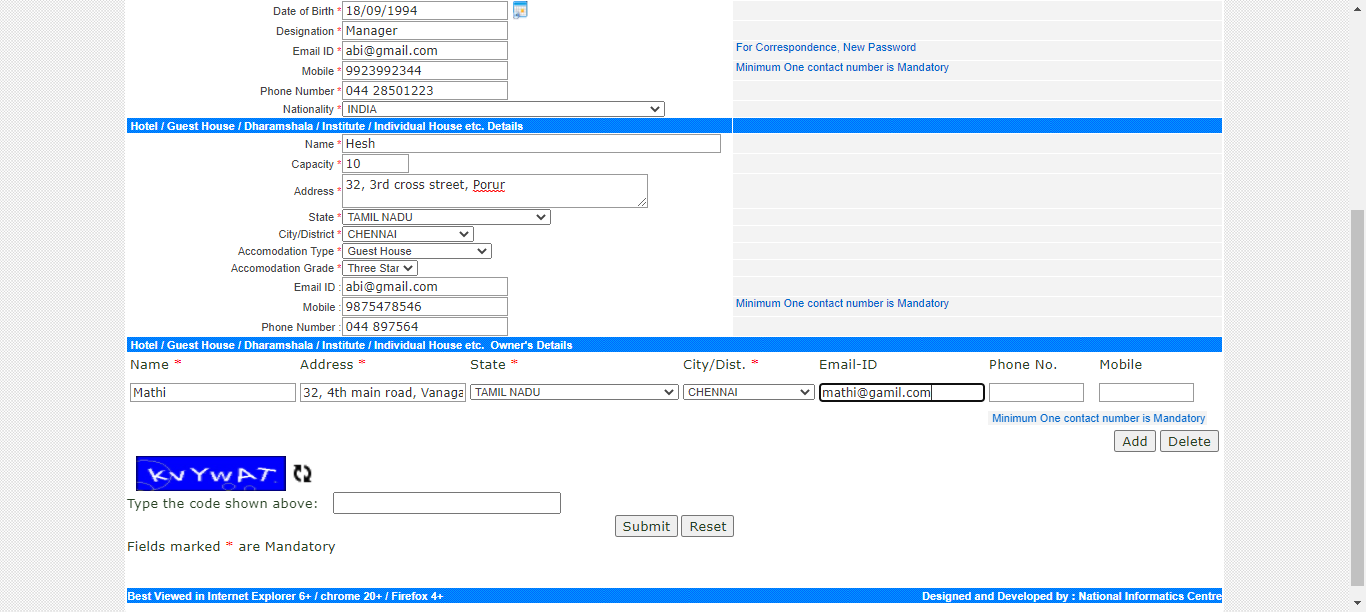 Date of Birth * 18/09/1994
Designation * Manager
Email ID * abi@gmail.com For Correspondence, New Password
Mobile * 9923992344 Minimum One contact number is Mandatory
Phone Number * 044 28501223
Nationality * INDIA
Hotel / Guest House / Dharamshala / Institute / Individual House etc. Details
Name * Hesh
Capacity * 10
Address * 32, 3rd cross street, Porur
State * TAMIL NADU
City/District * CHENNAI
Accomodation Type * Guest House
Accomodation Grade * Three Star
Email ID : abi@gmail.com
Mobile : 9875478546 Minimum One contact number is Mandatory
Phone Number : 044 897564
Hotel / Guest House / Dharamshala / Institute / Individual House etc. Owner's Details
Name * Address * State * City/Dist. * Email-ID Phone No. Mobile
Mathi 32, 4th main road, Vanaga TAMIL NADU CHENNAI mathi@gamil.com
Minimum One contact number is Mandatory
Add Delete
KVYWAT
Type the code shown above:
Submit Reset
Fields marked * are Mandatory
Best Viewed in Internet Explorer 6+ / chrome 20+ / Firefox 4+ Designed and Developed by : National Informatics Centre